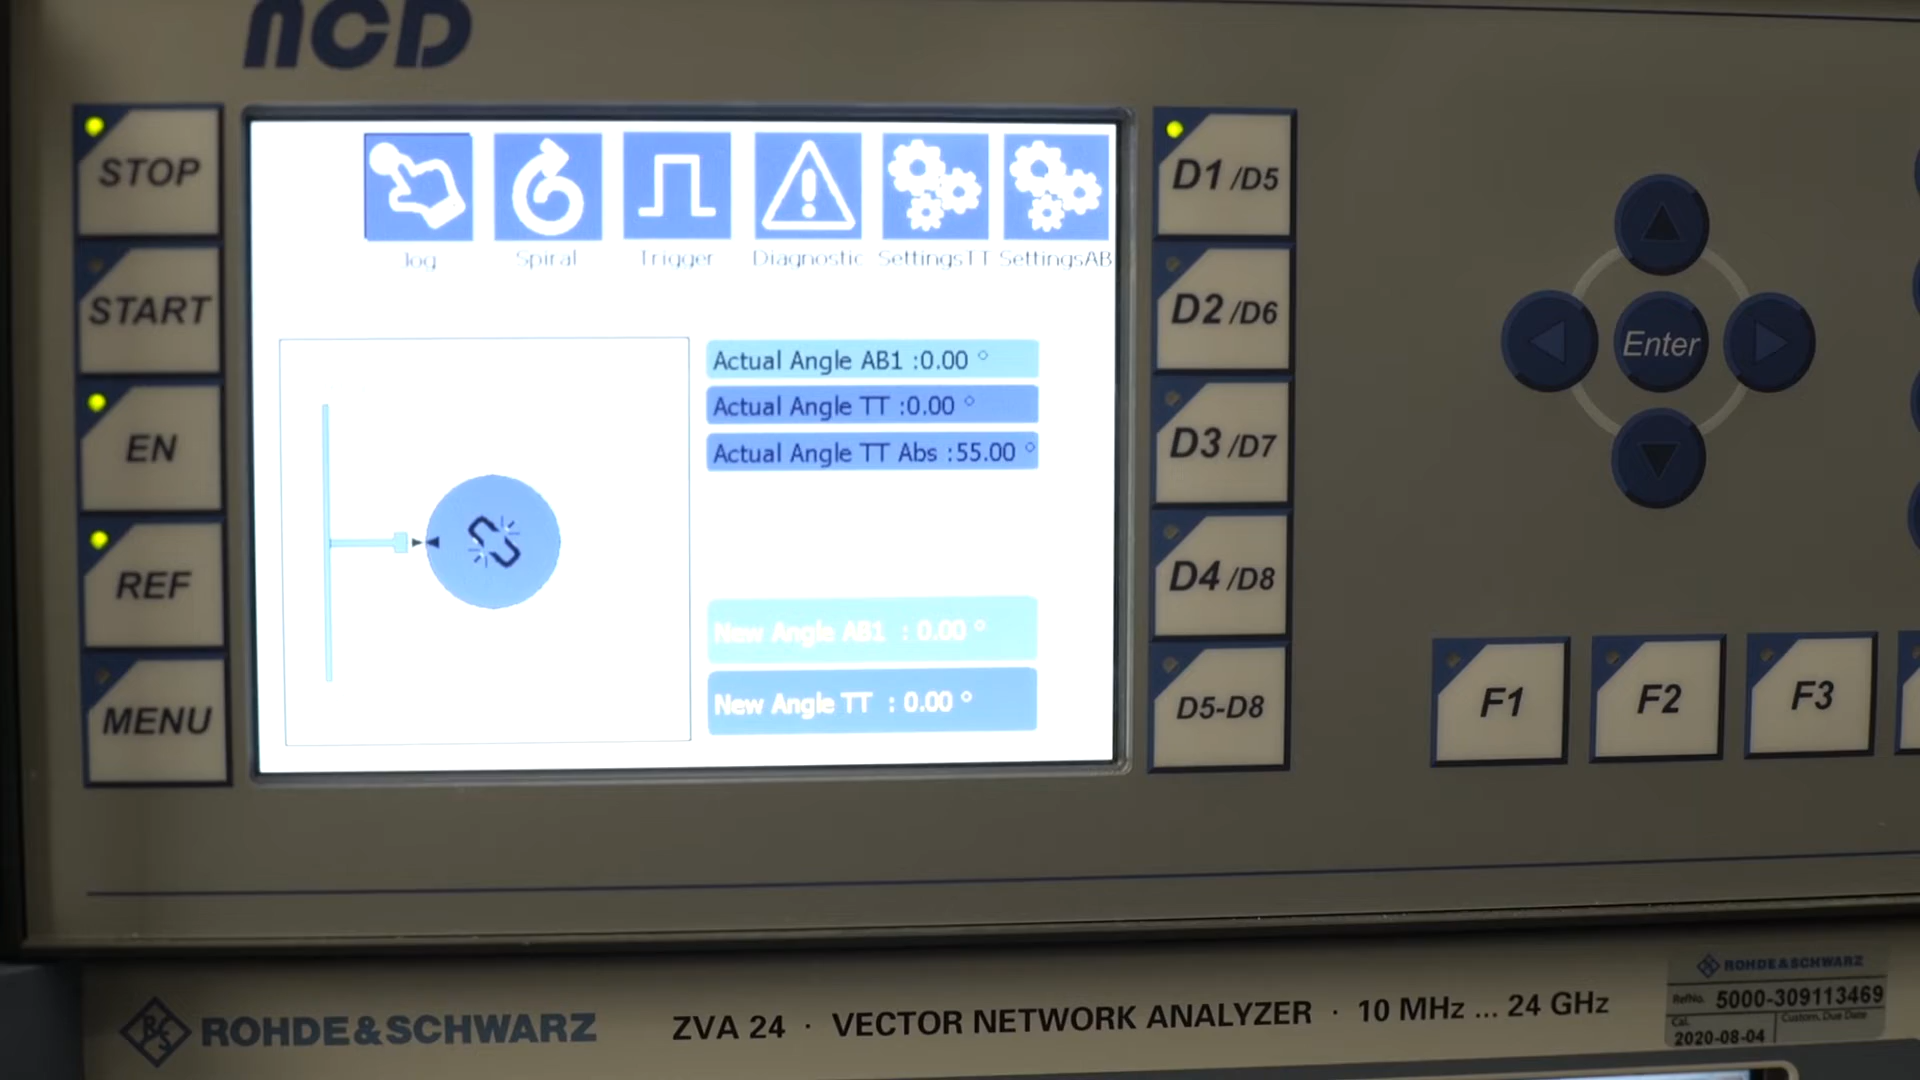 NCD
STOP
START
EN
REF
MENU
Jog
Spiral
Trigger
Diagnostic
SettingsTT
SettingsAB
Actual Angle AB1 :0.00 °
Actual Angle TT :0.00 °
Actual Angle TT Abs :55.00 °
New Angle AB1 : 0.00 °
New Angle TT : 0.00 °
D1/D5
D2/D6
D3/D7
D4/D8
D5-D8
Enter
F1
F2
F3
ROHDE&SCHWARZ
ZVA 24 · VECTOR NETWORK ANALYZER · 10 MHz ... 24 GHz
ROHDE&SCHWARZ
RefNo. 5000-309113469
Cal. Custom. Due Date
2020-08-04